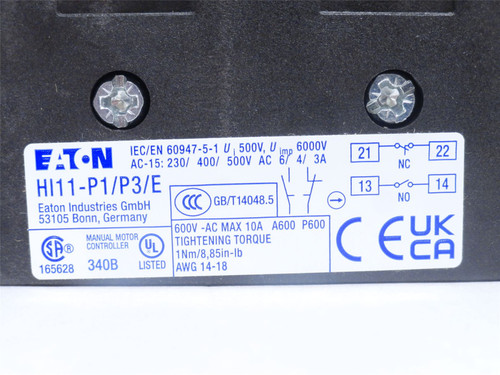 EATON
HI11-P1/P3/E
Eaton Industries GmbH
53105 Bonn, Germany
IEC/EN 60947-5-1 Ui 500V, Uimp 6000V
AC-15: 230/ 400/ 500V AC 6/ 4/ 3A
CCC GB/T14048.5
600V -AC MAX 10A A600 P600
TIGHTENING TORQUE
1Nm/8,85in-lb
AWG 14-18
SA
165628
MANUAL MOTOR
CONTROLLER
340B
UL
LISTED
21 22
NC
13 14
NO
CE UK
CA